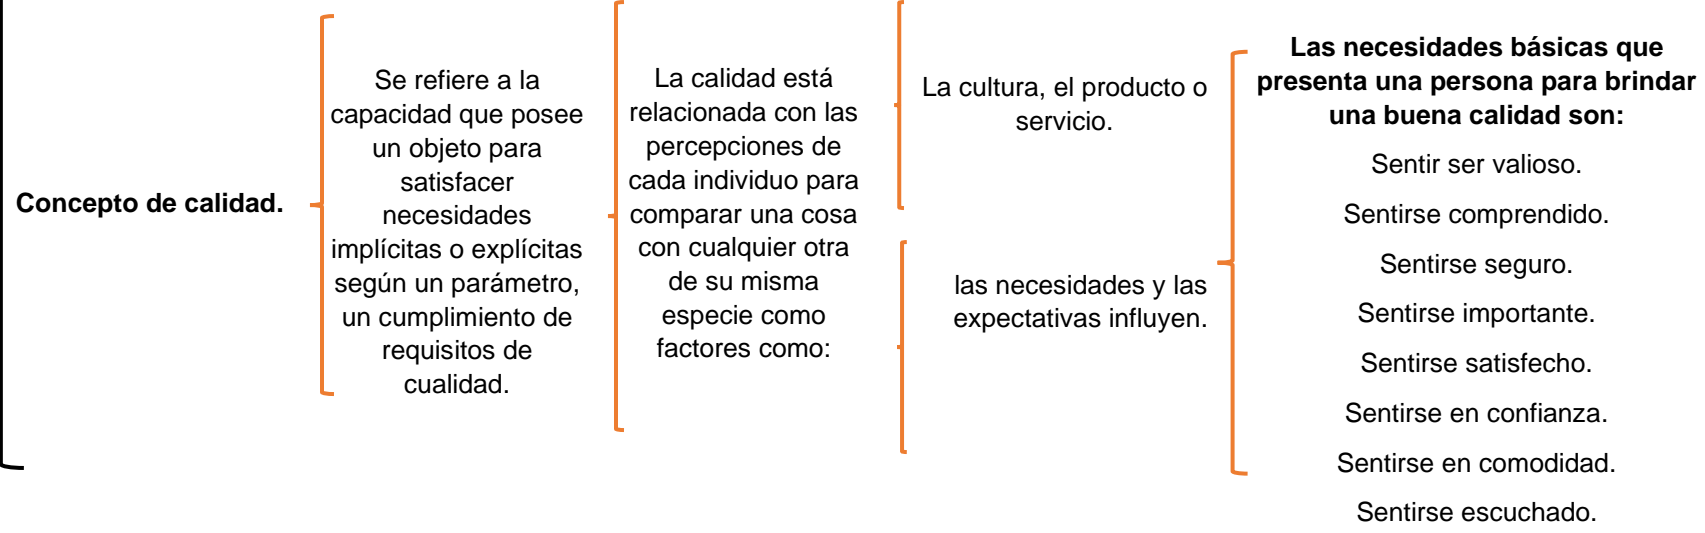 Concepto de calidad.
Se refiere a la
capacidad que posee
un objeto para
satisfacer
necesidades
implícitas o explícitas
según un parámetro,
un cumplimiento de
requisitos de
cualidad.
La calidad está
relacionada con las
percepciones de
cada individuo para
comparar una cosa
con cualquier otra
de su misma
especie como
factores como:
La cultura, el producto o
servicio.
las necesidades y las
expectativas influyen.
Las necesidades básicas que
presenta una persona para brindar
una buena calidad son:
Sentir ser valioso.
Sentirse comprendido.
Sentirse seguro.
Sentirse importante.
Sentirse satisfecho.
Sentirse en confianza.
Sentirse en comodidad.
Sentirse escuchado.